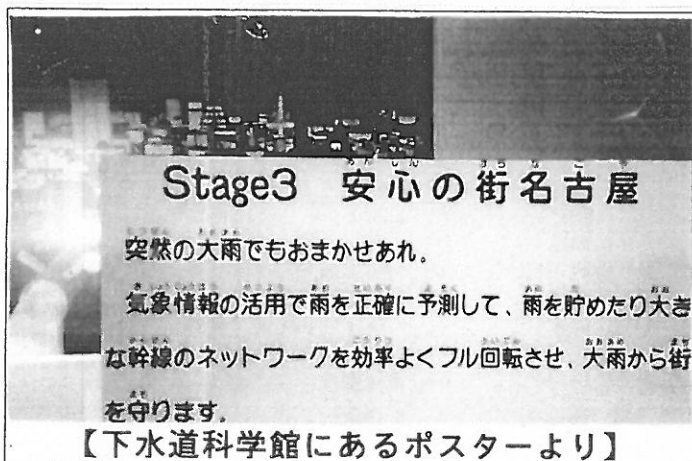 Stage3 安心の街名古屋
突然の大雨でもおまかせあれ。
気象情報の活用で雨を正確に予測して、雨を貯めたり大き
な幹線のネットワークを効率よくフル回転させ、大雨から街
を守ります。
【下水道科学館にあるポスターより】